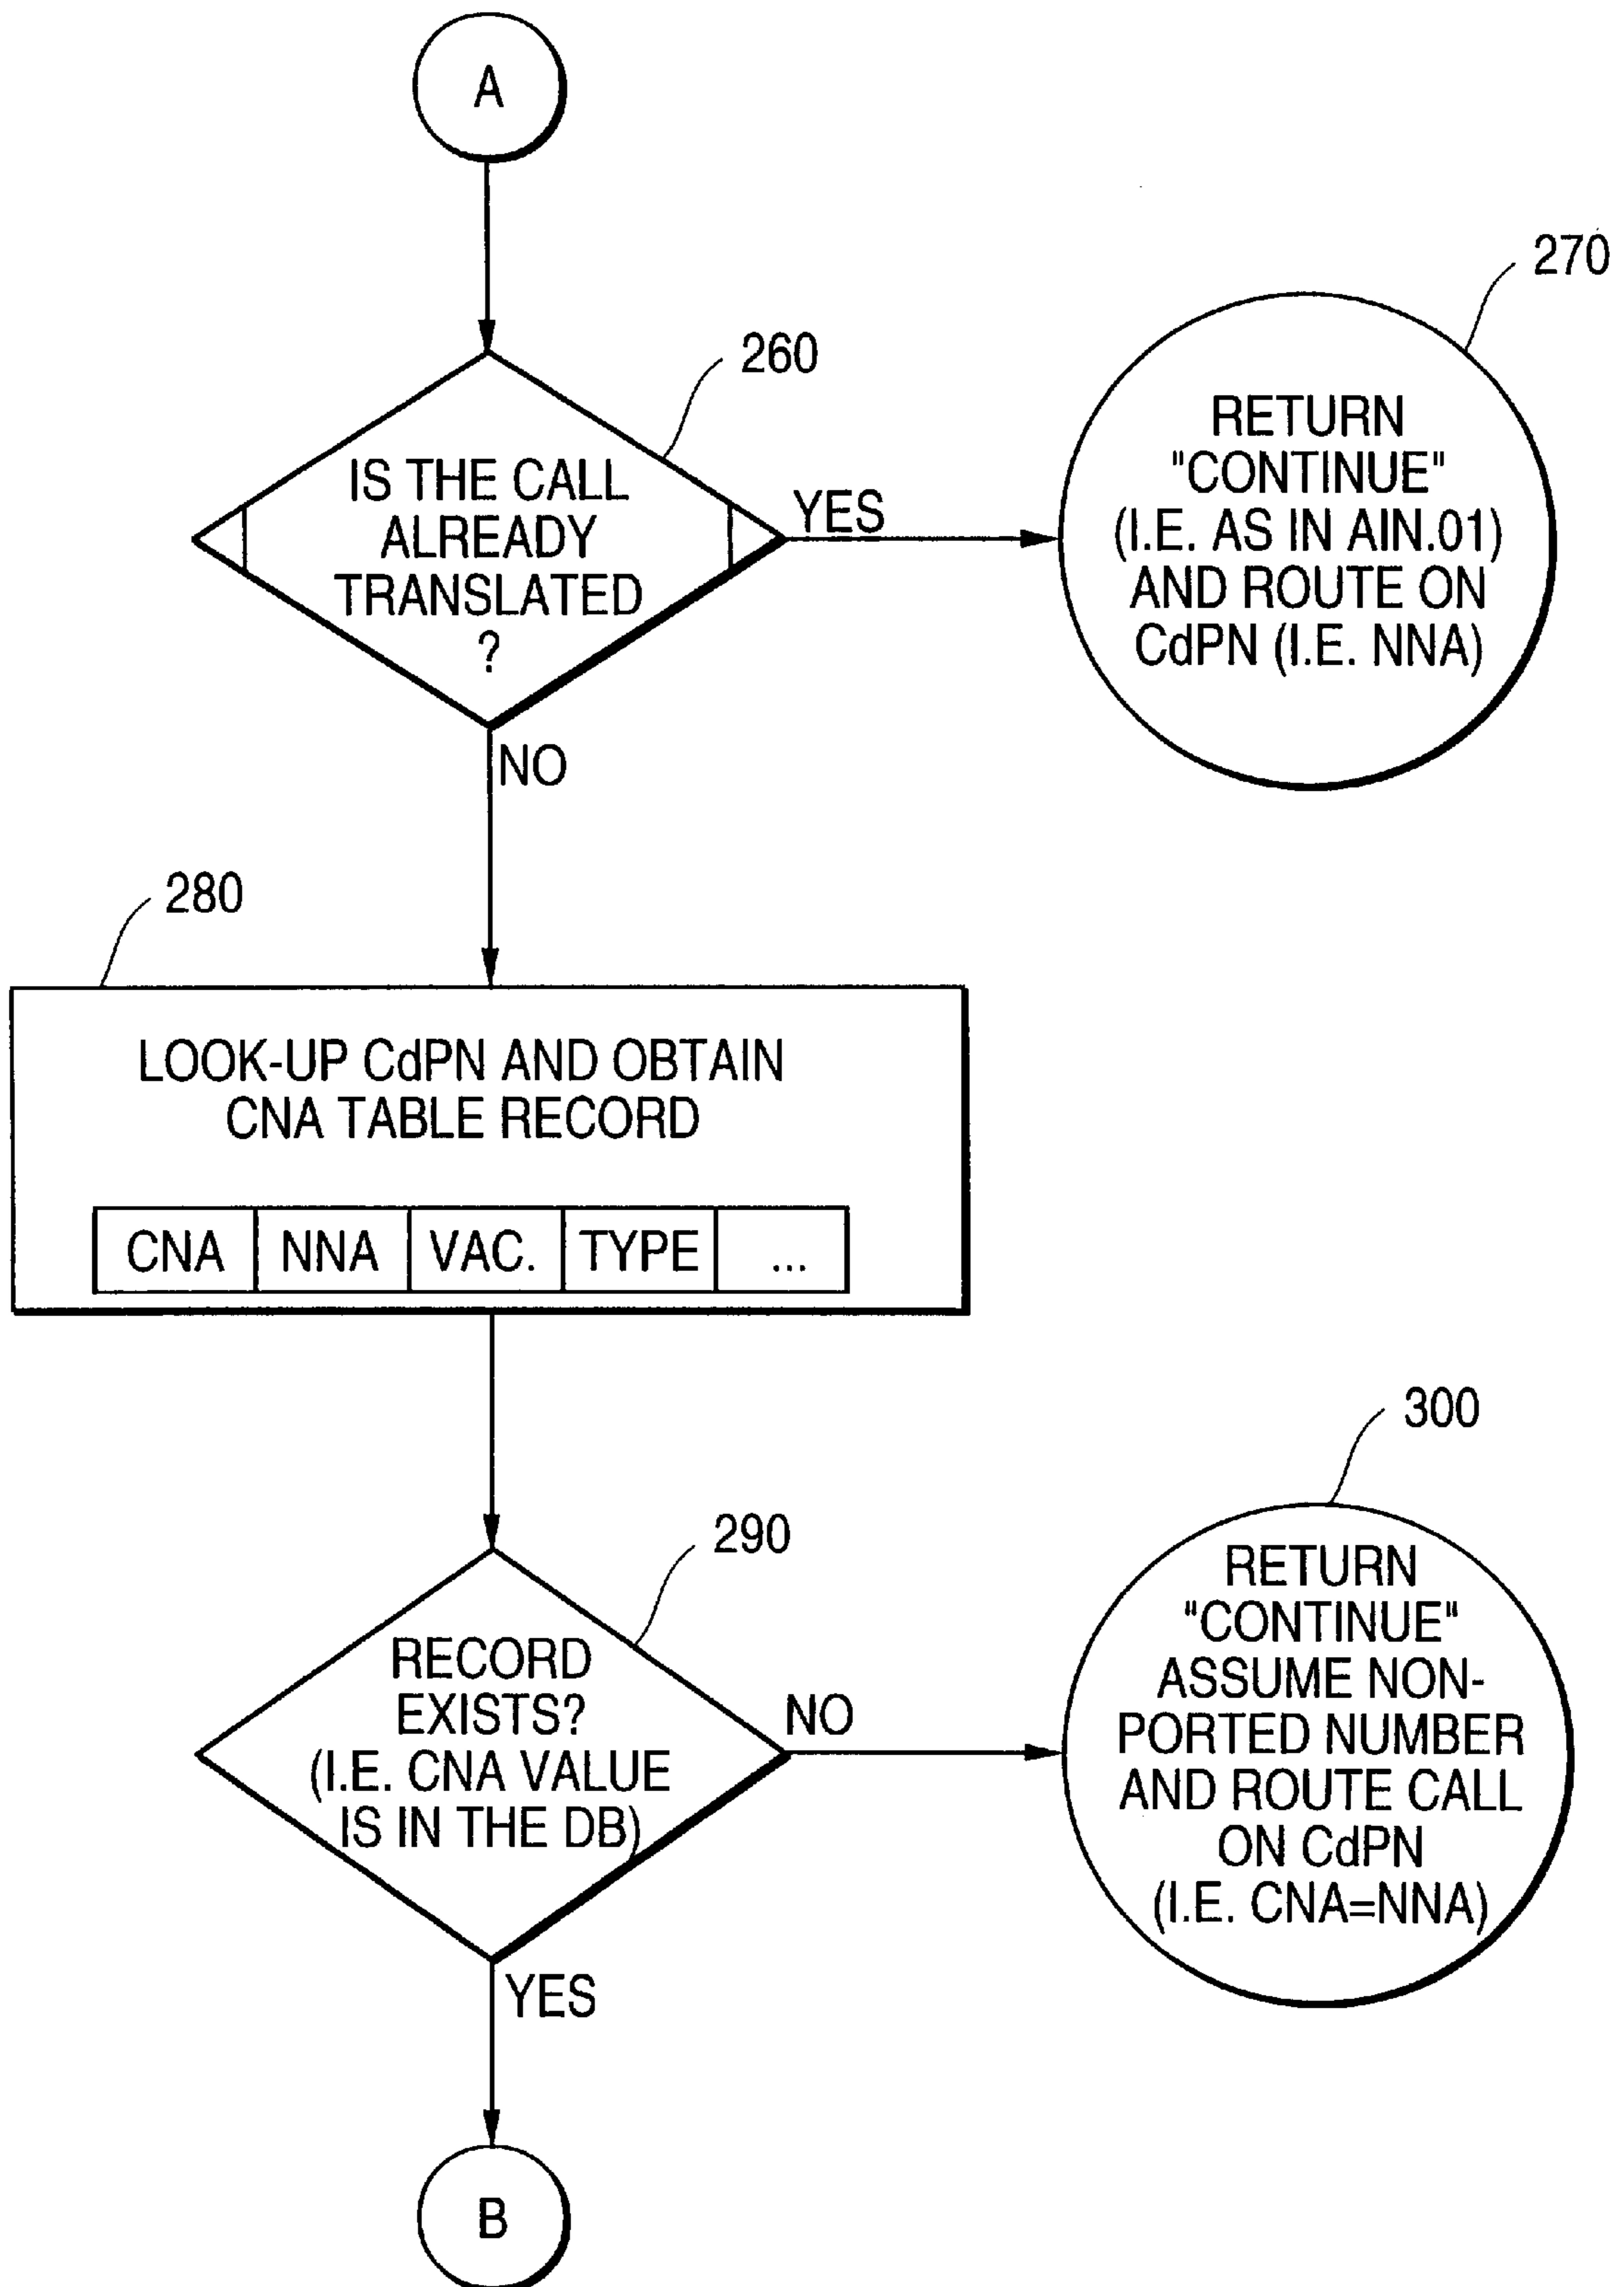 A
270
260
RETURN
"CONTINUE"
(I.E. AS IN AIN.01)
AND ROUTE ON
CdPN (I.E. NNA)
IS THE CALL
ALREADY
TRANSLATED
?
YES
NO
280
LOOK-UP CdPN AND OBTAIN
CNA TABLE RECORD
CNA NNA VAC. TYPE ...
300
290
RECORD
EXISTS?
(I.E. CNA VALUE
IS IN THE DB)
NO
RETURN
"CONTINUE"
ASSUME NON-
PORTED NUMBER
AND ROUTE CALL
ON CdPN
(I.E. CNA=NNA)
YES
B